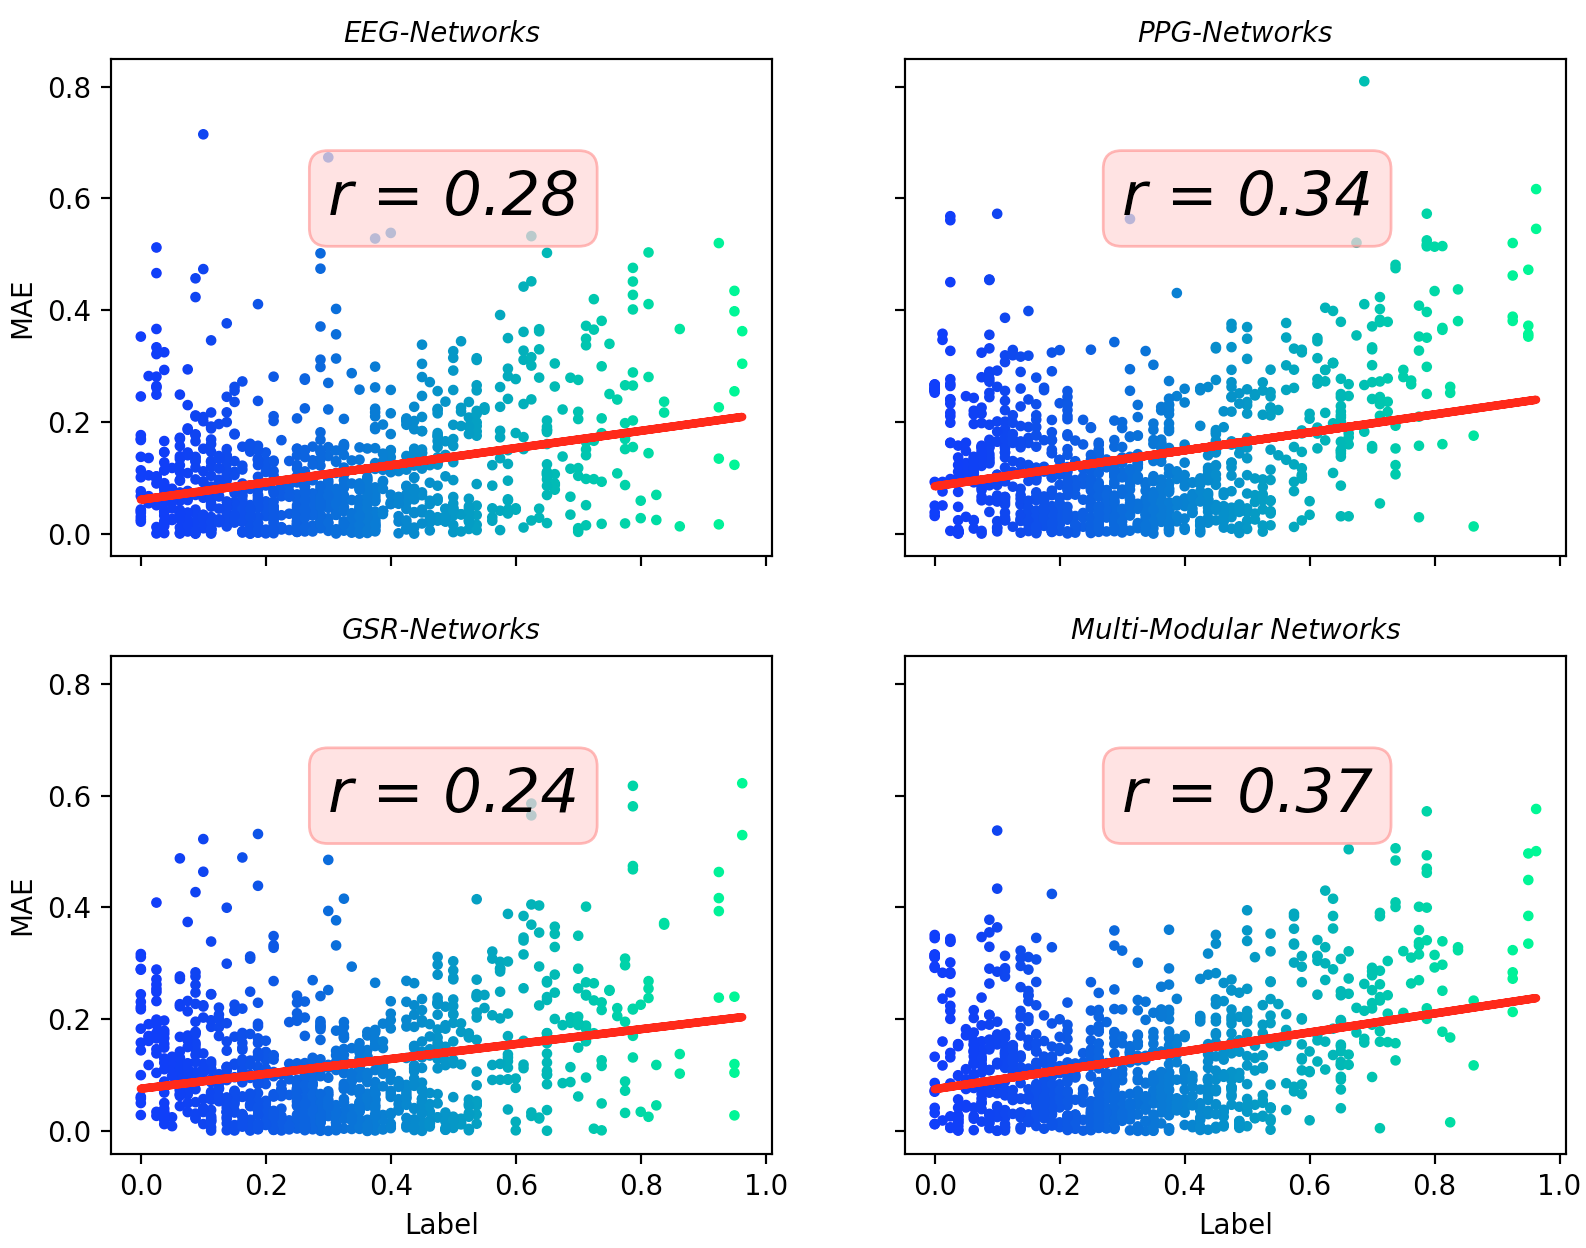 EEG-Networks
PPG-Networks
0.8
0.6
0.4
0.2
0.0
MAE
r = 0.28
r = 0.34
GSR-Networks
Multi-Modular Networks
0.8
0.6
0.4
0.2
0.0
MAE
r = 0.24
r = 0.37
0.0 0.2 0.4 0.6 0.8 1.0
0.0 0.2 0.4 0.6 0.8 1.0
Label
Label